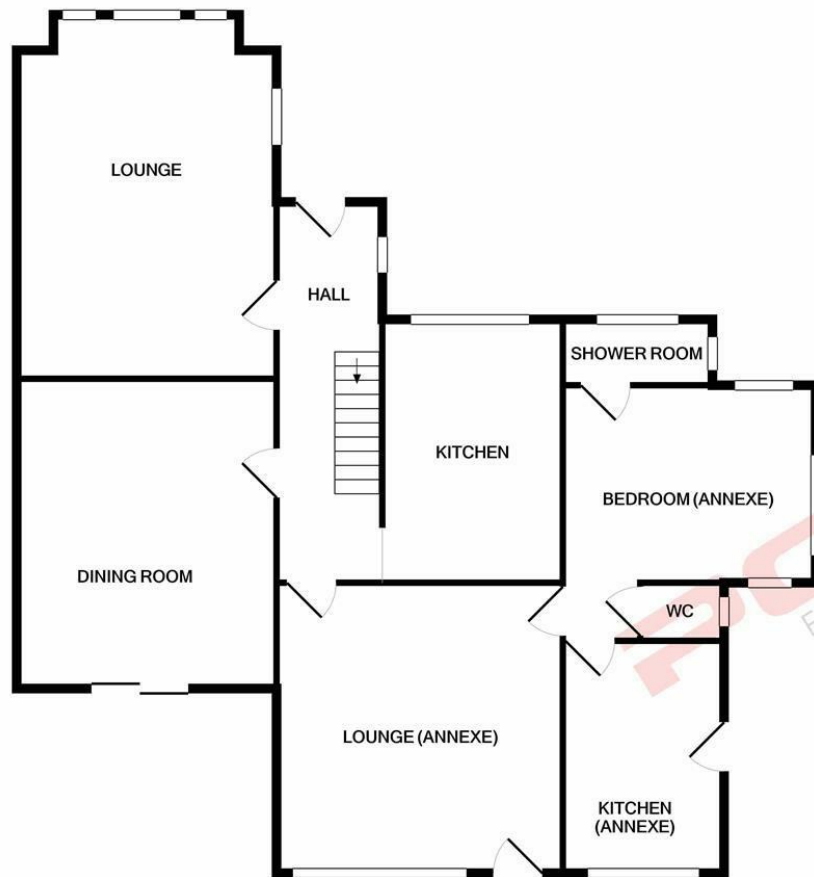 LOUNGE
HALL
SHOWER ROOM
KITCHEN
BEDROOM (ANNEXE)
DINING ROOM
WC
LOUNGE (ANNEXE)
KITCHEN
(ANNEXE)